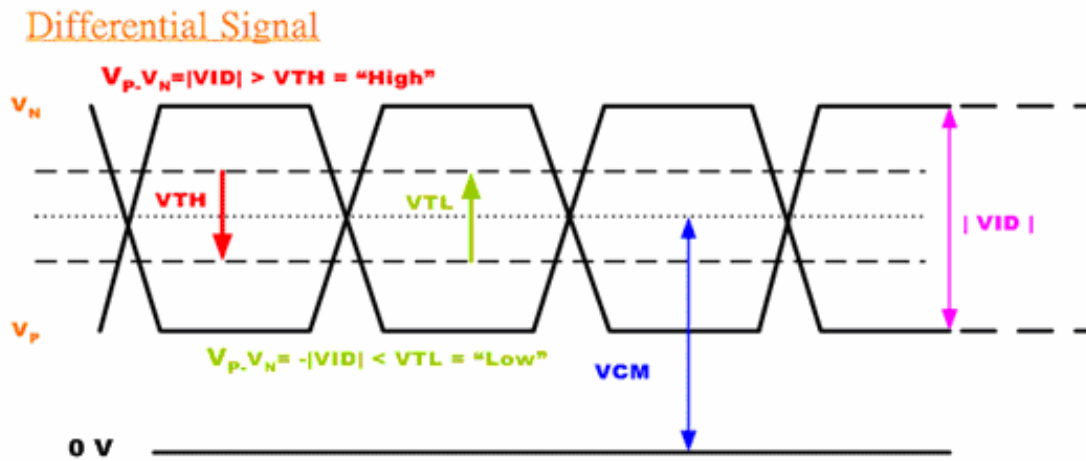 Differential Signal
VP-VN=|VID| > VTH = "High"
VN
VTH
VTL
| VID |
VP
VP-VN= -|VID| < VTL = "Low"
VCM
0 V